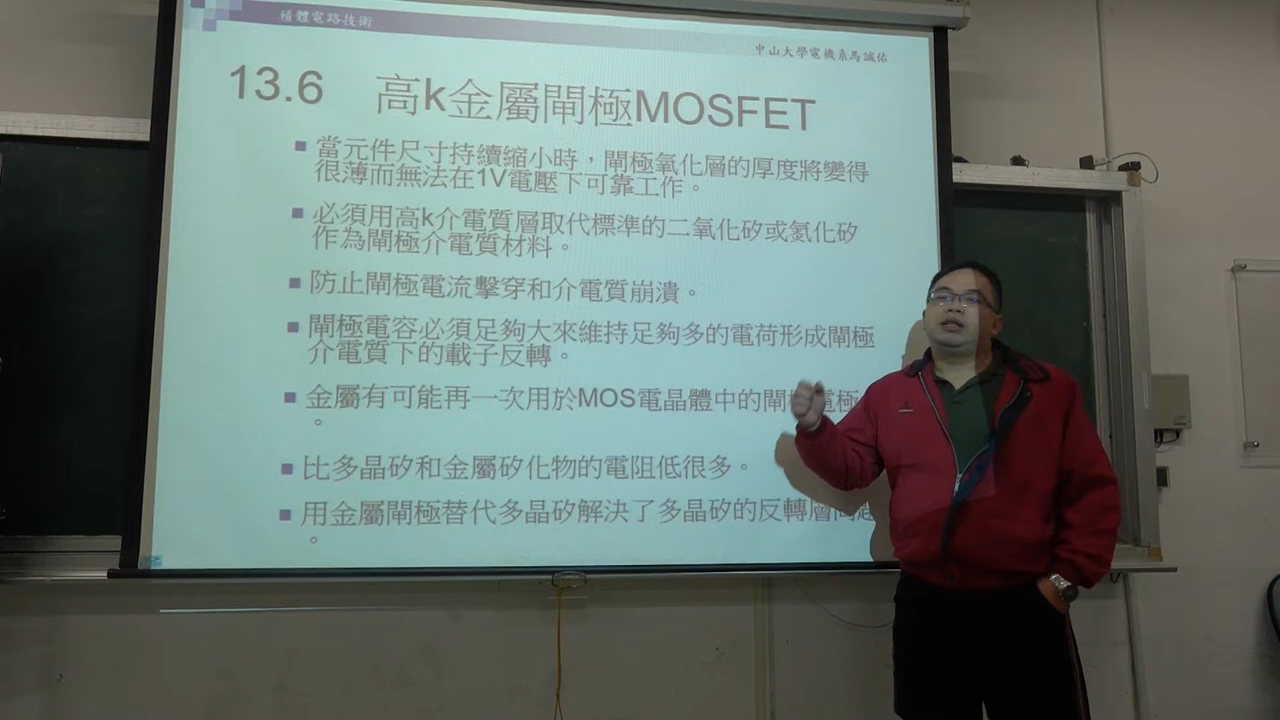 積體電路技術
中山大學電機系馬誠佑
13.6 高k金屬閘極MOSFET
當元件尺寸持續縮小時，閘極氧化層的厚度將變得
很薄而無法在1V電壓下可靠工作。
必須用高k介電質層取代標準的二氧化矽或氮化矽
作為閘極介電質材料。
防止閘極電流擊穿和介電質崩潰。
閘極電容必須足夠大來維持足夠多的電荷形成閘極
介電質下的載子反轉。
金屬有可能再一次用於MOS電晶體中的閘極電極
。
比多晶矽和金屬矽化物的電阻低很多。
用金屬閘極替代多晶矽解決了多晶矽的反轉層問題
。